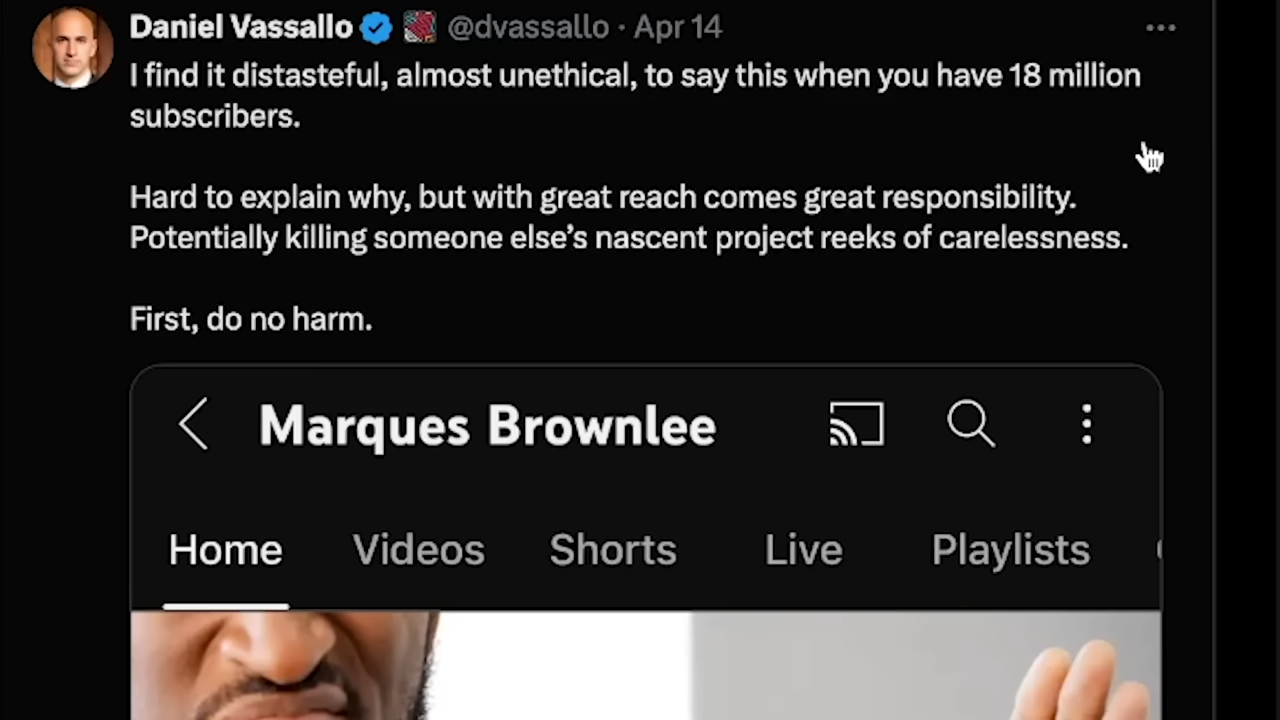 Daniel Vassallo @dvassallo · Apr 14
I find it distasteful, almost unethical, to say this when you have 18 million
subscribers.
Hard to explain why, but with great reach comes great responsibility.
Potentially killing someone else’s nascent project reeks of carelessness.
First, do no harm.
Marques Brownlee
Home Videos Shorts Live Playlists